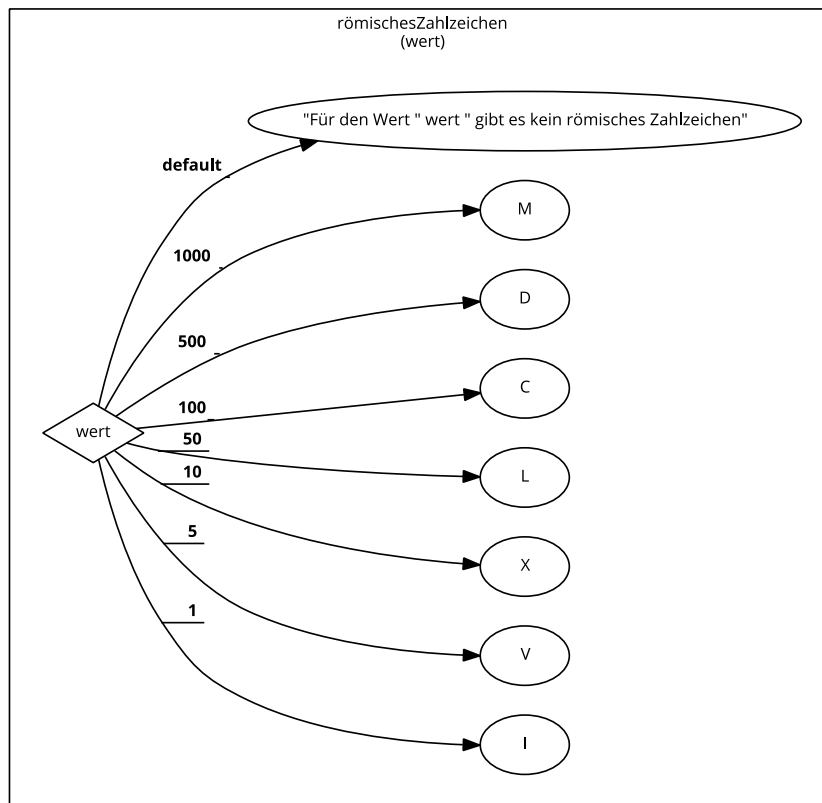 römischesZahlzeichen
(wert)
"Für den Wert " wert " gibt es kein römisches Zahlzeichen"
default
M
1000
D
500
C
100
wert
50
L
10
X
5
V
1
I